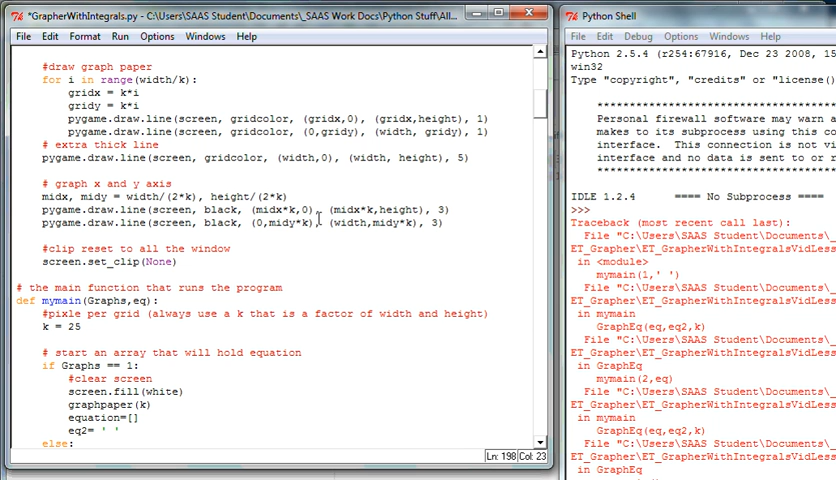 *GrapherWithIntegrals.py - C:\Users\SAAS Student\Documents\_SAAS Work Docs\Python Stuff\All...
File Edit Format Run Options Windows Help
#draw graph paper
for i in range(width/k):
gridx = k*i
gridy = k*i
pygame.draw.line(screen, gridcolor, (gridx,0), (gridx,height), 1)
pygame.draw.line(screen, gridcolor, (0,gridy), (width, gridy), 1)
# extra thick line
pygame.draw.line(screen, gridcolor, (width,0), (width, height), 5)
# graph x and y axis
midx, midy = width/(2*k), height/(2*k)
pygame.draw.line(screen, black, (midx*k,0), (midx*k,height), 3)
pygame.draw.line(screen, black, (0,midy*k), (width,midy*k), 3)
#clip reset to all the window
screen.set_clip(None)
# the main function that runs the program
def mymain(Graphs,eq):
#pixle per grid (always use a k that is a factor of width and height)
k = 25
# start an array that will hold equation
if Graphs == 1:
#clear screen
screen.fill(white)
graphpaper(k)
equation=[]
eq2= ' '
else:
Ln: 198 Col: 23
Python Shell
File Edit Debug Options Windows Help
Python 2.5.4 (r254:67916, Dec 23 2008, 15
win32
Type "copyright", "credits" or "license()
****************************************
Personal firewall software may warn a
makes to its subprocess using this co
interface. This connection is not vi
interface and no data is sent to or r
****************************************
IDLE 1.2.4 ==== No Subprocess ====
>>>
Traceback (most recent call last):
File "C:\Users\SAAS Student\Documents\_
ET_Grapher\ET_GrapherWithIntegralsVidLess
in <module>
mymain(1,' ')
File "C:\Users\SAAS Student\Documents\_
ET_Grapher\ET_GrapherWithIntegralsVidLess
in mymain
GraphEq(eq,eq2,k)
File "C:\Users\SAAS Student\Documents\_
ET_Grapher\ET_GrapherWithIntegralsVidLess
in GraphEq
mymain(2,eq)
File "C:\Users\SAAS Student\Documents\_
ET_Grapher\ET_GrapherWithIntegralsVidLess
in mymain
GraphEq(eq,eq2,k)
File "C:\Users\SAAS Student\Documents\_
ET_Grapher\ET_GrapherWithIntegralsVidLess
in GraphEq